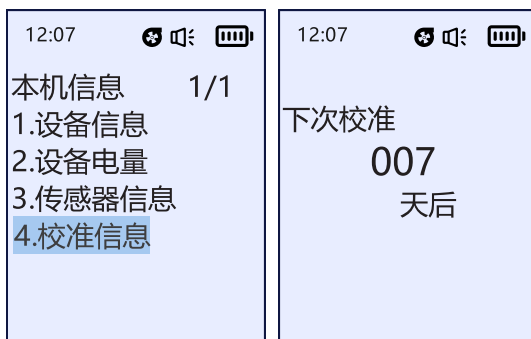 12:07
本机信息 1/1
1.设备信息
2.设备电量
3.传感器信息
4.校准信息
12:07
下次校准
007
天后